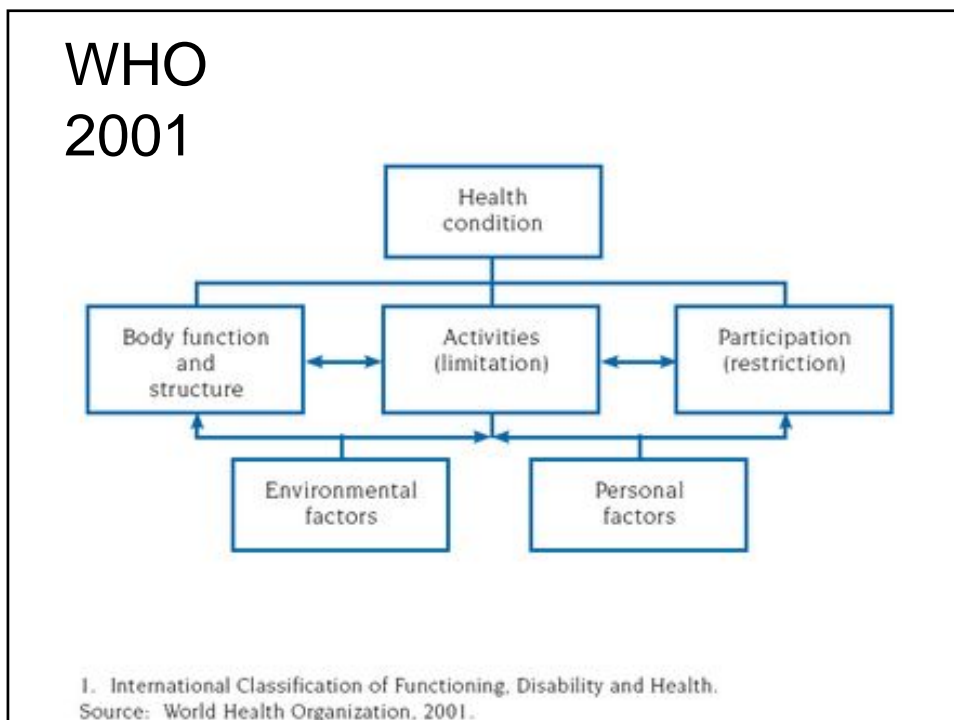 WHO
2001
Health
condition
Body function
and
structure
Activities
(limitation)
Participation
(restriction)
Environmental
factors
Personal
factors
1. International Classification of Functioning, Disability and Health.
Source: World Health Organization, 2001.